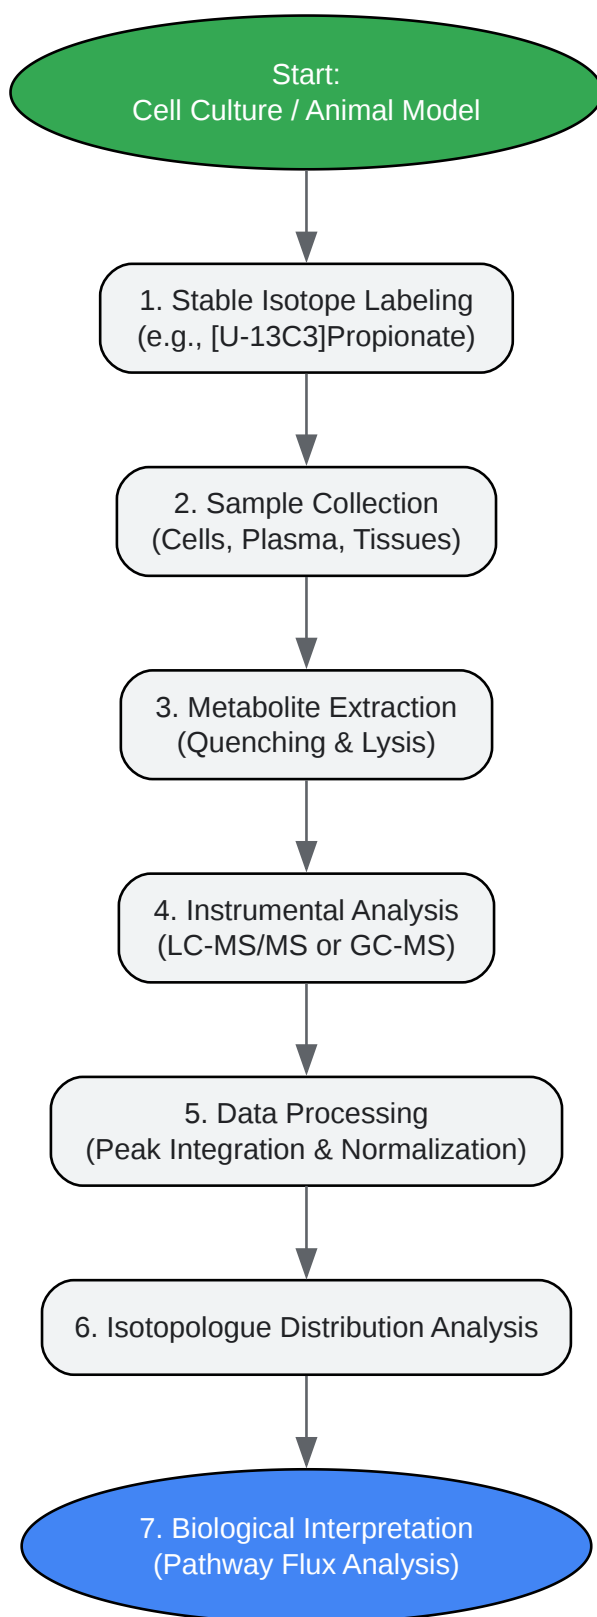 Start:
Cell Culture / Animal Model
1. Stable Isotope Labeling
(e.g., [U-13C3]Propionate)
2. Sample Collection
(Cells, Plasma, Tissues)
3. Metabolite Extraction
(Quenching & Lysis)
4. Instrumental Analysis
(LC-MS/MS or GC-MS)
5. Data Processing
(Peak Integration & Normalization)
6. Isotopologue Distribution Analysis
7. Biological Interpretation
(Pathway Flux Analysis)